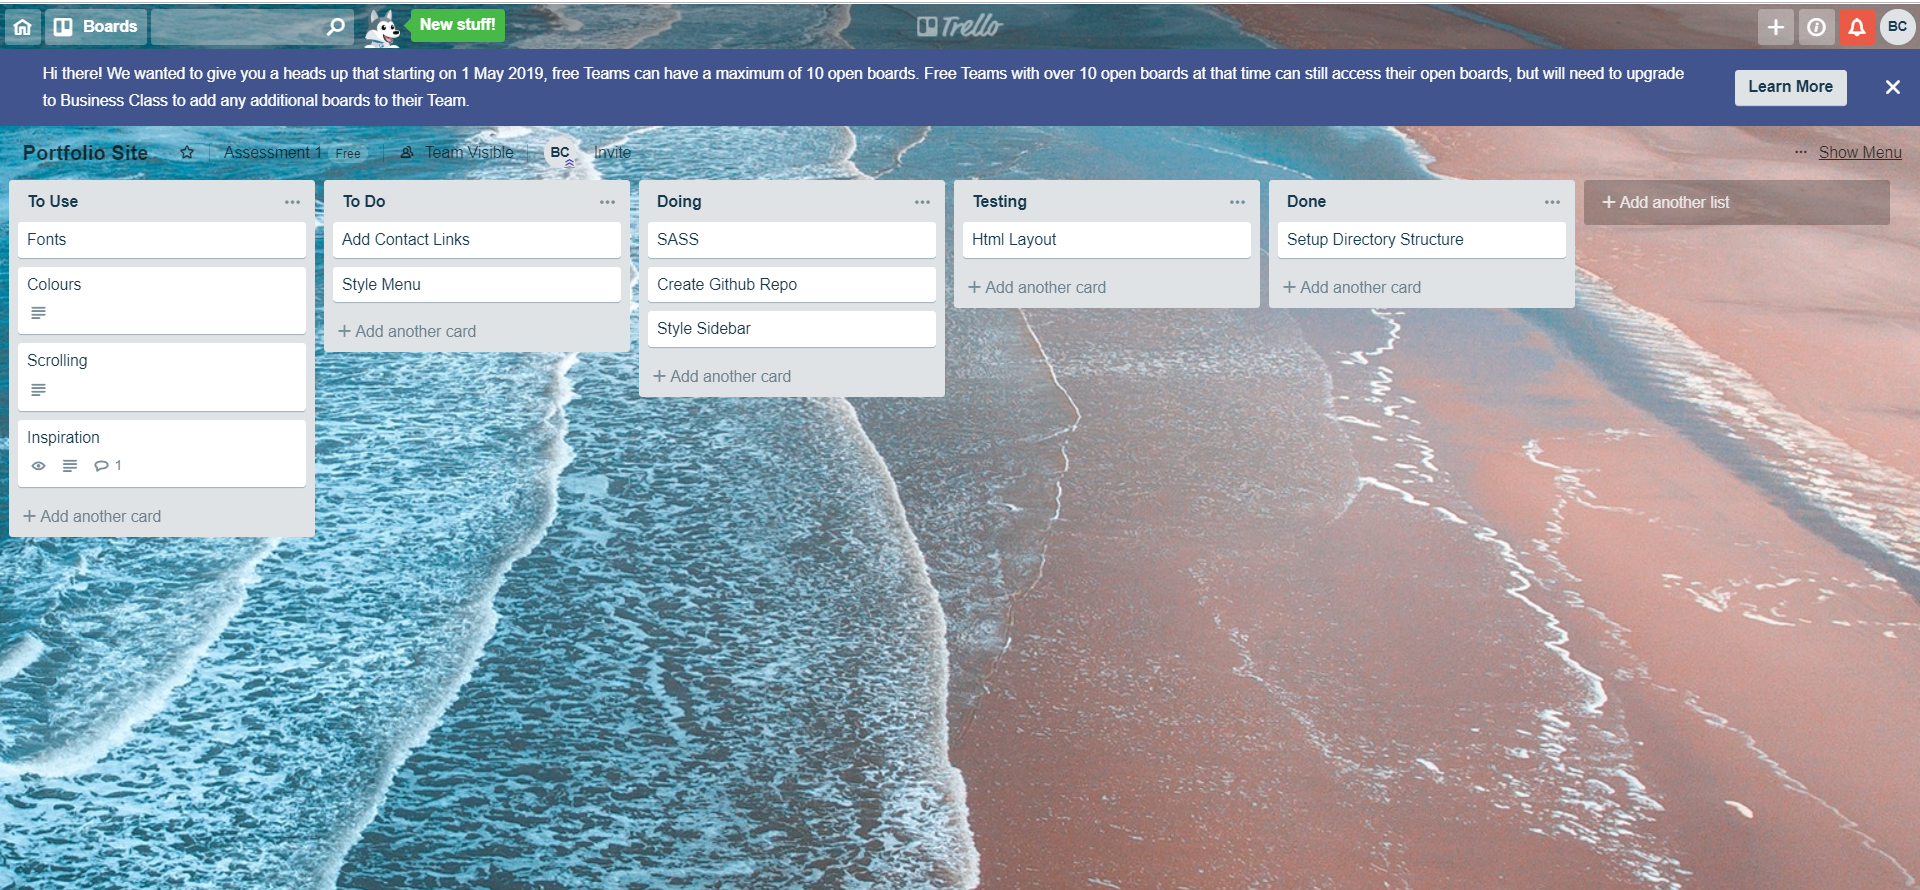 Boards
New stuff!
Trello
BC
Hi there! We wanted to give you a heads up that starting on 1 May 2019, free Teams can have a maximum of 10 open boards. Free Teams with over 10 open boards at that time can still access their open boards, but will need to upgrade
to Business Class to add any additional boards to their Team.
Learn More
Portfolio Site
Assessment 1
Free
Team Visible
BC
Invite
Show Menu
To Use
Fonts
Colours
Scrolling
Inspiration
1
Add another card
To Do
Add Contact Links
Style Menu
Add another card
Doing
SASS
Create Github Repo
Style Sidebar
Add another card
Testing
Html Layout
Add another card
Done
Setup Directory Structure
Add another card
Add another list